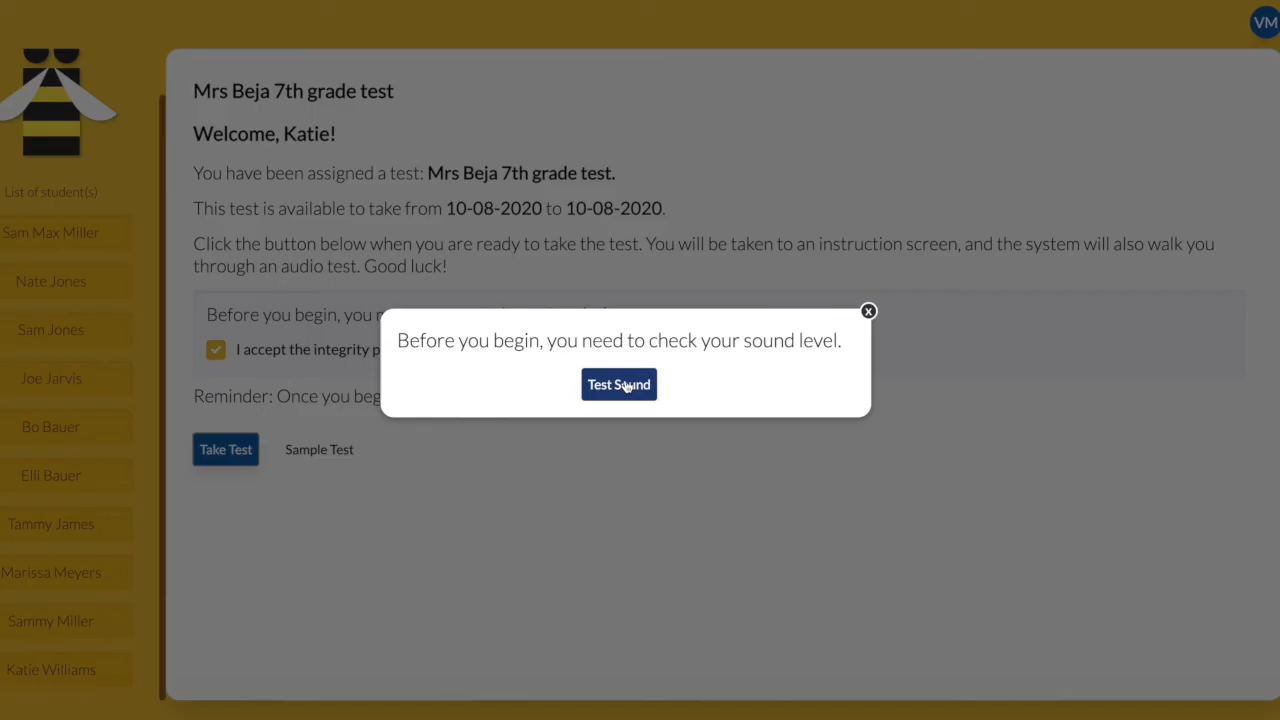 VM
Mrs Beja 7th grade test
Welcome, Katie!
You have been assigned a test: Mrs Beja 7th grade test.
This test is available to take from 10-08-2020 to 10-08-2020.
Click the button below when you are ready to take the test. You will be taken to an instruction screen, and the system will also walk you
through an audio test. Good luck!
Before you begin, you
I accept the integrity
Reminder: Once you
Take Test
Sample Test
Before you begin, you need to check your sound level.
x
Test Sound
List of student(s)
Sam Max Miller
Nate Jones
Sam Jones
Joe Jarvis
Bo Bauer
Elli Bauer
Tammy James
Marissa Meyers
Sammy Miller
Katie Williams